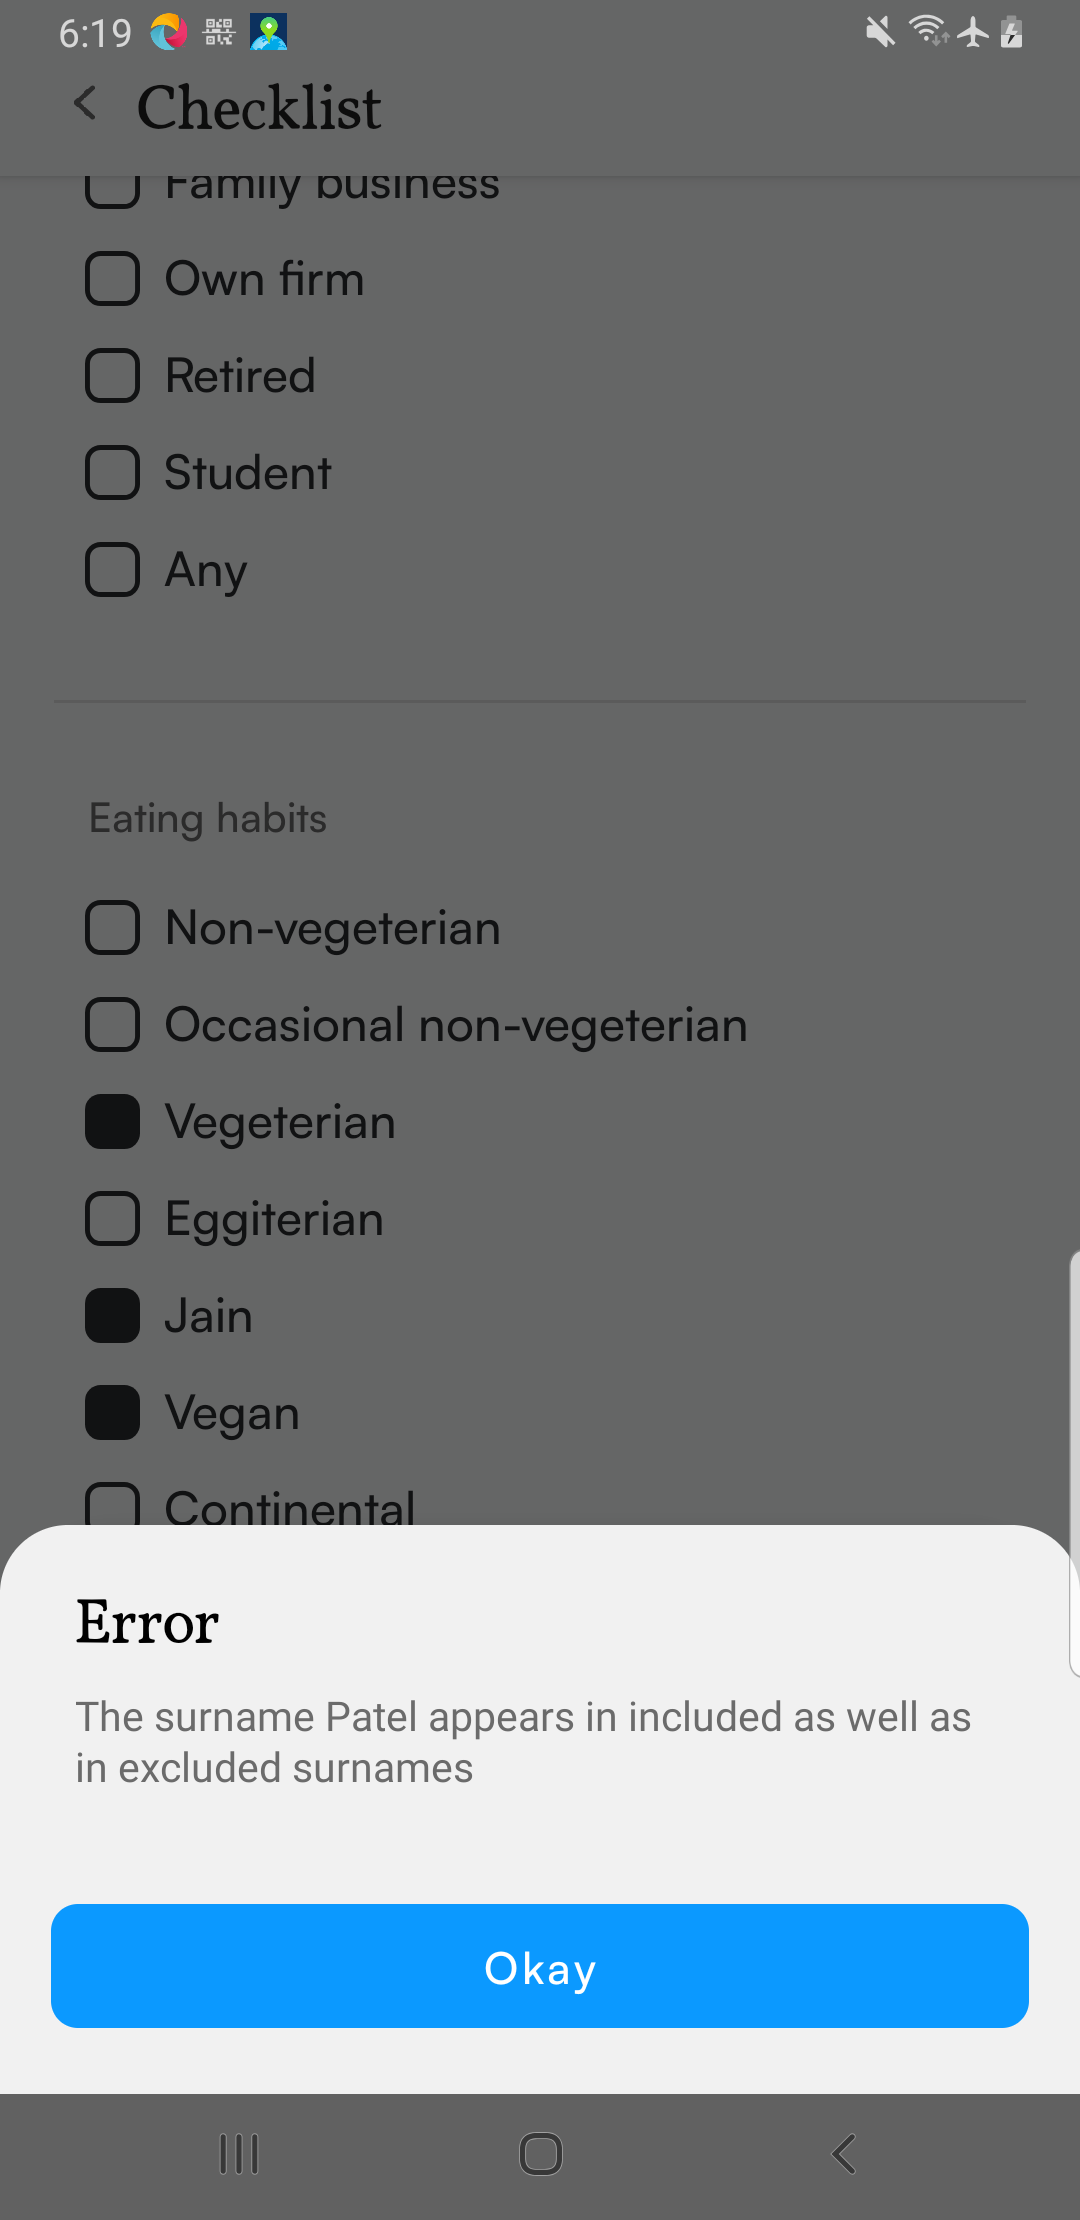 6:19
Checklist
Family business
Own firm
Retired
Student
Any
Eating habits
Non-vegeterian
Occasional non-vegeterian
Vegeterian
Eggiterian
Jain
Vegan
Continental
Error
The surname Patel appears in included as well as
in excluded surnames
Okay